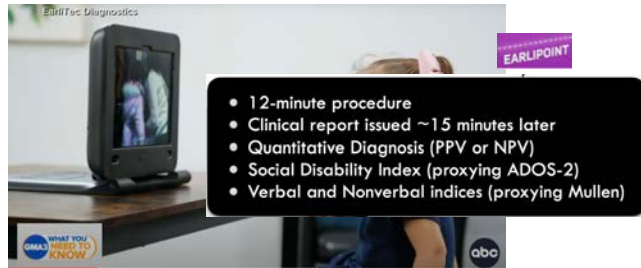 EarliTec Diagnostics
EARLIPOINT
• 12-minute procedure
• Clinical report issued ~15 minutes later
• Quantitative Diagnosis (PPV or NPV)
• Social Disability Index (proxying ADOS-2)
• Verbal and Nonverbal indices (proxying Mullen)
GMA3 WHAT YOU
NEED TO
KNOW
abc